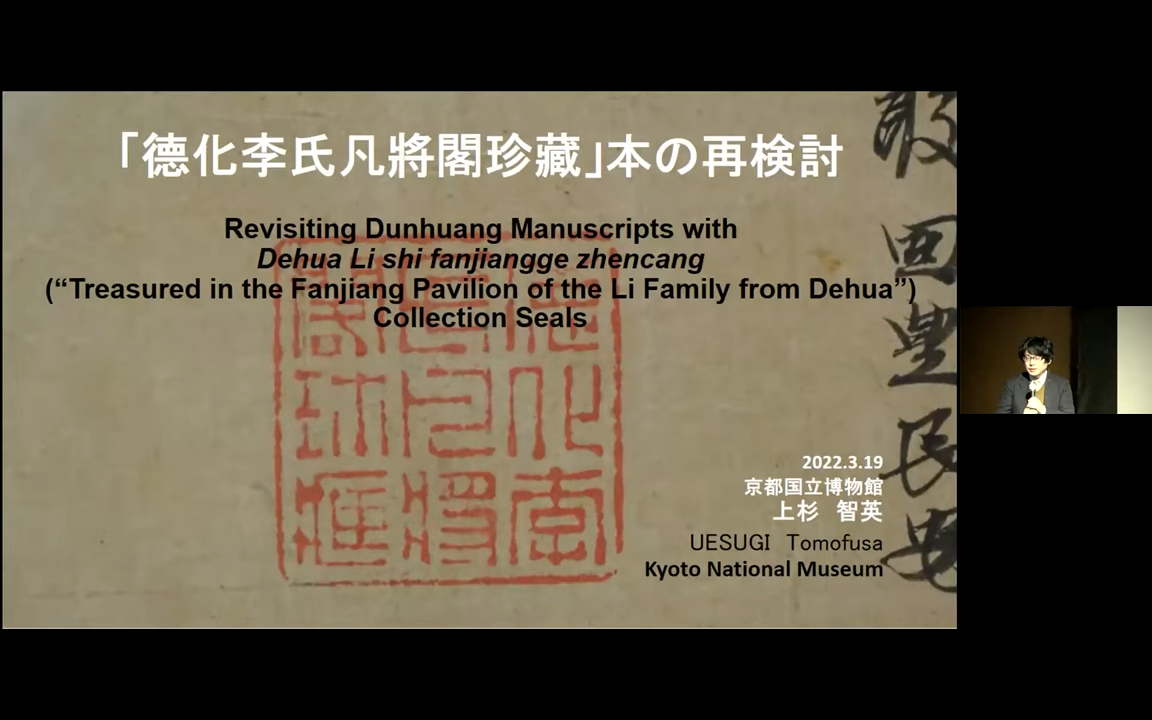 「德化李氏凡將閣珍藏」本の再検討
Revisiting Dunhuang Manuscripts with
Dehua Li shi fanjiangge zhencang
(“Treasured in the Fanjiang Pavilion of the Li Family from Dehua”)
Collection Seals
2022.3.19
京都国立博物館
上杉　智英
UESUGI　Tomofusa
Kyoto National Museum